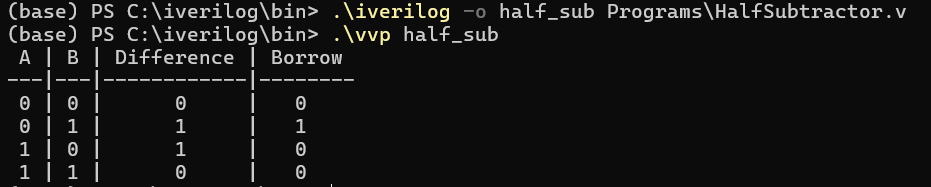 (base) PS C:\iverilog\bin> .\iverilog -o half_sub Programs\HalfSubtractor.v
(base) PS C:\iverilog\bin> .\vvp half_sub
 A | B | Difference | Borrow
---|---|------------|--------
 0 | 0 |      0     |   0
 0 | 1 |      1     |   1
 1 | 0 |      1     |   0
 1 | 1 |      0     |   0